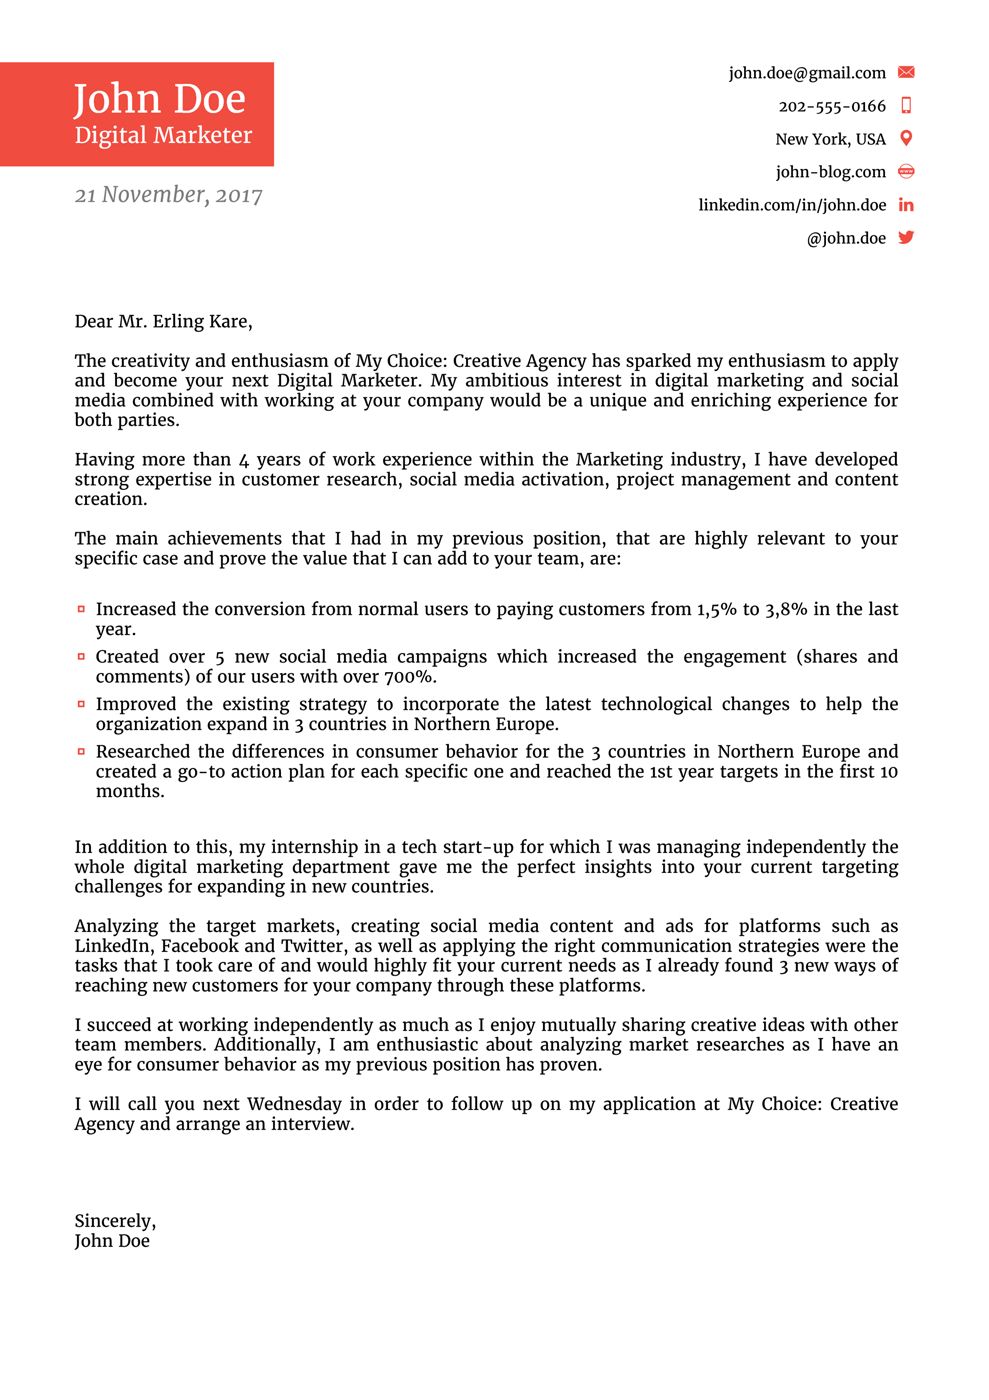 John Doe
Digital Marketer
21 November, 2017
john.doe@gmail.com
202-555-0166
New York, USA
john-blog.com
www
linkedin.com/in/john.doe
in
@john.doe
Dear Mr. Erling Kare,
The creativity and enthusiasm of My Choice: Creative Agency has sparked my enthusiasm to apply
and become your next Digital Marketer. My ambitious interest in digital marketing and social
media combined with working at your company would be a unique and enriching experience for
both parties.
Having more than 4 years of work experience within the Marketing industry, I have developed
strong expertise in customer research, social media activation, project management and content
creation.
The main achievements that I had in my previous position, that are highly relevant to your
specific case and prove the value that I can add to your team, are:
Increased the conversion from normal users to paying customers from 1,5% to 3,8% in the last
year.
Created over 5 new social media campaigns which increased the engagement (shares and
comments) of our users with over 700%.
Improved the existing strategy to incorporate the latest technological changes to help the
organization expand in 3 countries in Northern Europe.
Researched the differences in consumer behavior for the 3 countries in Northern Europe and
created a go-to action plan for each specific one and reached the 1st year targets in the first 10
months.
In addition to this, my internship in a tech start-up for which I was managing independently the
whole digital marketing department gave me the perfect insights into your current targeting
challenges for expanding in new countries.
Analyzing the target markets, creating social media content and ads for platforms such as
LinkedIn, Facebook and Twitter, as well as applying the right communication strategies were the
tasks that I took care of and would highly fit your current needs as I already found 3 new ways of
reaching new customers for your company through these platforms.
I succeed at working independently as much as I enjoy mutually sharing creative ideas with other
team members. Additionally, I am enthusiastic about analyzing market researches as I have an
eye for consumer behavior as my previous position has proven.
I will call you next Wednesday in order to follow up on my application at My Choice: Creative
Agency and arrange an interview.
Sincerely,
John Doe